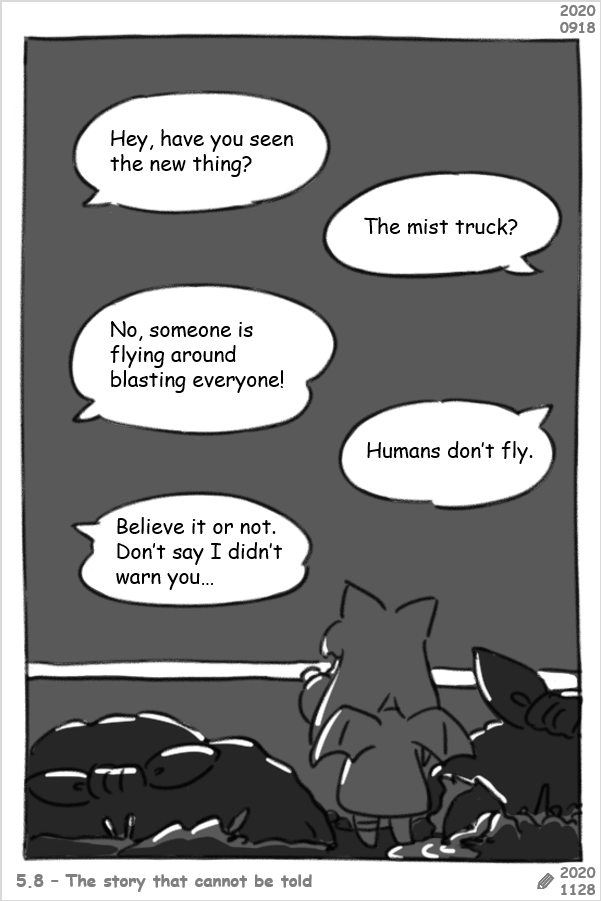 2020
0918
Hey, have you seen
the new thing?
The mist truck?
No, someone is
flying around
blasting everyone!
Humans don't fly.
Believe it or not.
Don't say I didn't
warn you...
5.8 – The story that cannot be told
2020
1128